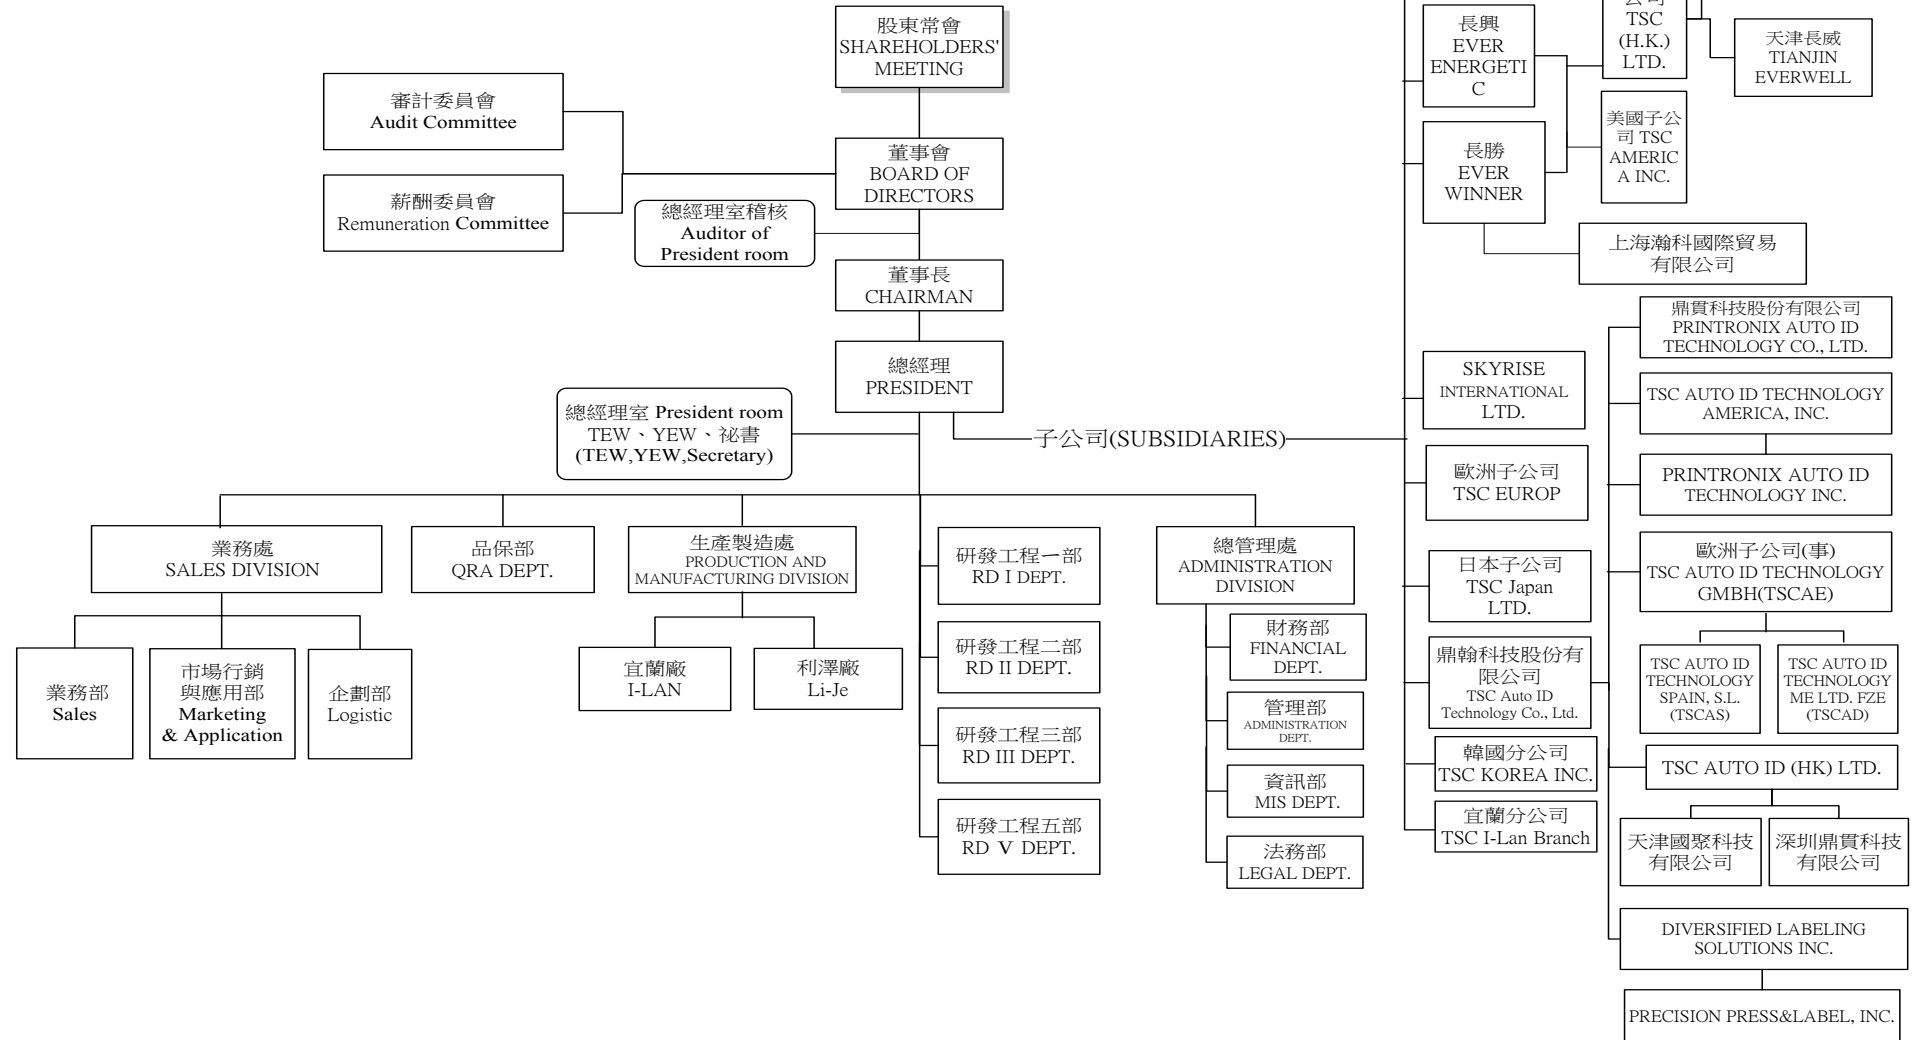 股東常會
SHAREHOLDERS'
MEETING
審計委員會
Audit Committee
董事會
BOARD OF
DIRECTORS
薪酬委員會
Remuneration Committee
總經理室稽核
Auditor of
President room
董事長
CHAIRMAN
總經理
PRESIDENT
總經理室 President room
TEW、YEW、祕書
(TEW,YEW,Secretary)
子公司(SUBSIDIARIES)
業務處
SALES DIVISION
品保部
QRA DEPT.
生產製造處
PRODUCTION AND
MANUFACTURING DIVISION
研發工程一部
RD I DEPT.
總管理處
ADMINISTRATION
DIVISION
業務部
Sales
市場行銷
與應用部
Marketing
& Application
企劃部
Logistic
宜蘭廠
I-LAN
利澤廠
Li-Je
研發工程二部
RD II DEPT.
研發工程三部
RD III DEPT.
研發工程五部
RD V DEPT.
財務部
FINANCIAL
DEPT.
管理部
ADMINISTRATION
DEPT.
資訊部
MIS DEPT.
法務部
LEGAL DEPT.
長興
EVER
ENERGETI
C
公司
TSC
(H.K.)
LTD.
天津長威
TIANJIN
EVERWELL
長勝
EVER
WINNER
美國子公
司 TSC
AMERIC
A INC.
上海瀚科國際貿易
有限公司
SKYRISE
INTERNATIONAL
LTD.
歐洲子公司
TSC EUROP
日本子公司
TSC Japan
LTD.
鼎翰科技股份有
限公司
TSC Auto ID
Technology Co., Ltd.
韓國分公司
TSC KOREA INC.
宜蘭分公司
TSC I-Lan Branch
鼎貫科技股份有限公司
PRINTRONIX AUTO ID
TECHNOLOGY CO., LTD.
TSC AUTO ID TECHNOLOGY
AMERICA, INC.
PRINTRONIX AUTO ID
TECHNOLOGY INC.
歐洲子公司(事)
TSC AUTO ID TECHNOLOGY
GMBH(TSCAE)
TSC AUTO ID
TECHNOLOGY
SPAIN, S.L.
(TSCAS)
TSC AUTO ID
TECHNOLOGY
ME LTD. FZE
(TSCAD)
TSC AUTO ID (HK) LTD.
天津國聚科技
有限公司
深圳鼎貫科技
有限公司
DIVERSIFIED LABELING
SOLUTIONS INC.
PRECISION PRESS&LABEL, INC.